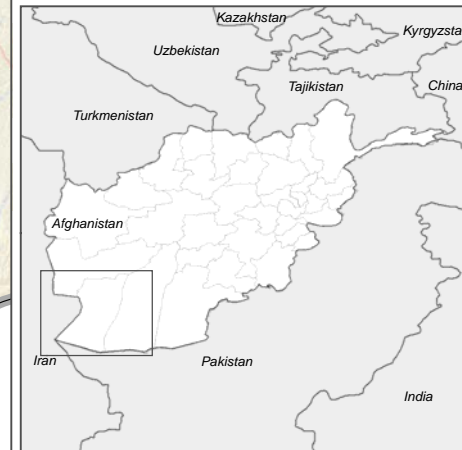 Kazakhstan
Kyrgyzsta
Uzbekistan
China
Tajikistan
Turkmenistan
Afghanistan
Iran
Pakistan
India